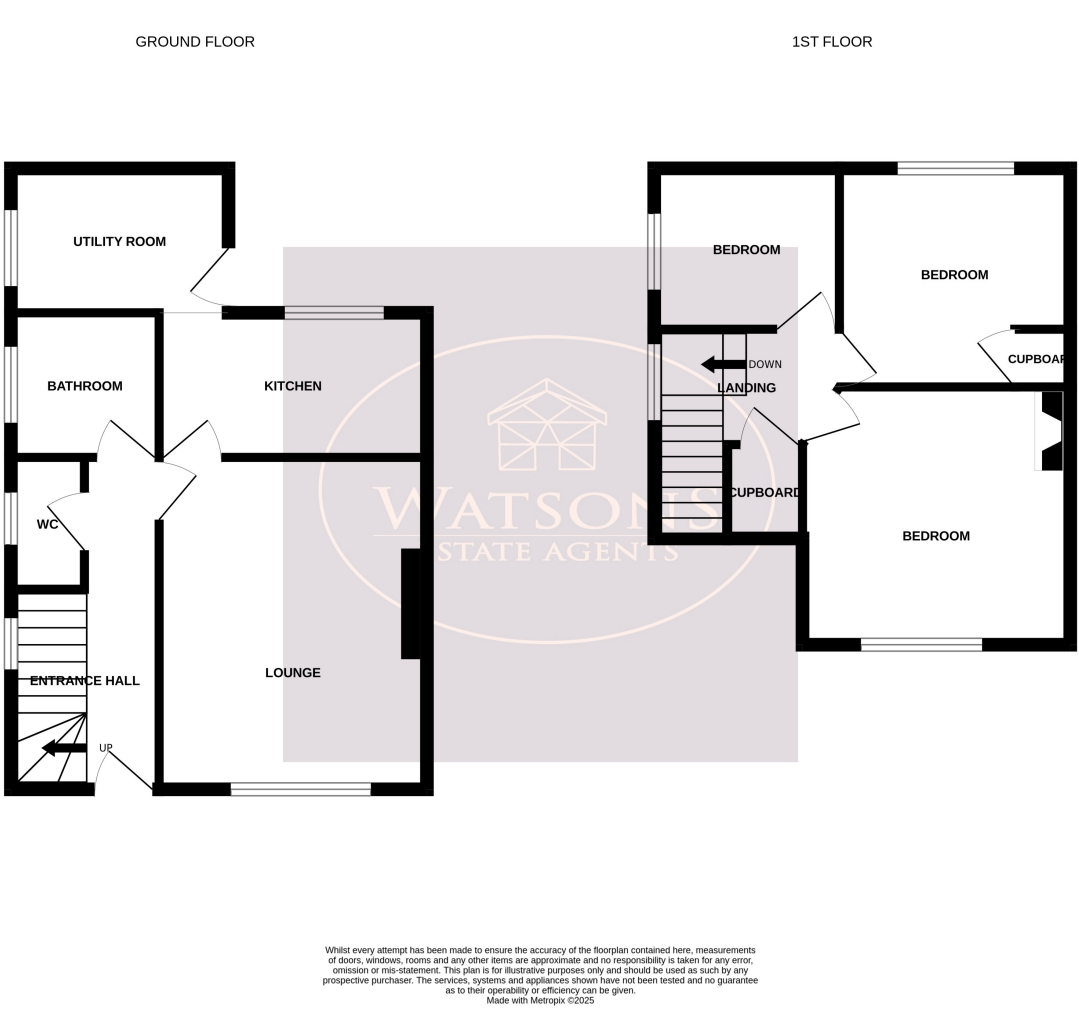 GROUND FLOOR
1ST FLOOR
UTILITY ROOM
BATHROOM
KITCHEN
WC
ENTRANCE HALL
LOUNGE
UP
BEDROOM
BEDROOM
CUPBOAR
DOWN
LANDING
CUPBOARD
BEDROOM
WATSONS
ESTATE AGENTS
Whilst every attempt has been made to ensure the accuracy of the floorplan contained here, measurements
of doors, windows, rooms and any other items are approximate and no responsibility is taken for any error,
omission or mis-statement. This plan is for illustrative purposes only and should be used as such by any
prospective purchaser. The services, systems and appliances shown have not been tested and no guarantee
as to their operability or efficiency can be given.
Made with Metropix ©2025